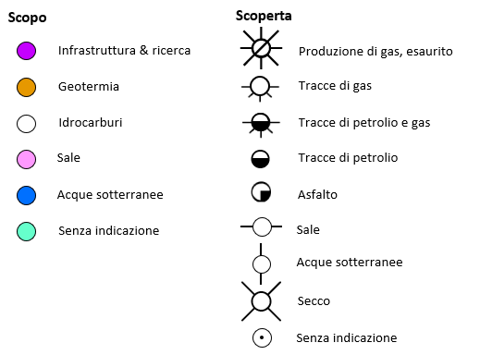 Scopo
Infrastruttura & ricerca
Geotermia
Idrocarburi
Sale
Acque sotterranee
Senza indicazione
Scoperta
Produzione di gas, esaurito
Tracce di gas
Tracce di petrolio e gas
Tracce di petrolio
Asfalto
Sale
Acque sotterranee
Secco
Senza indicazione